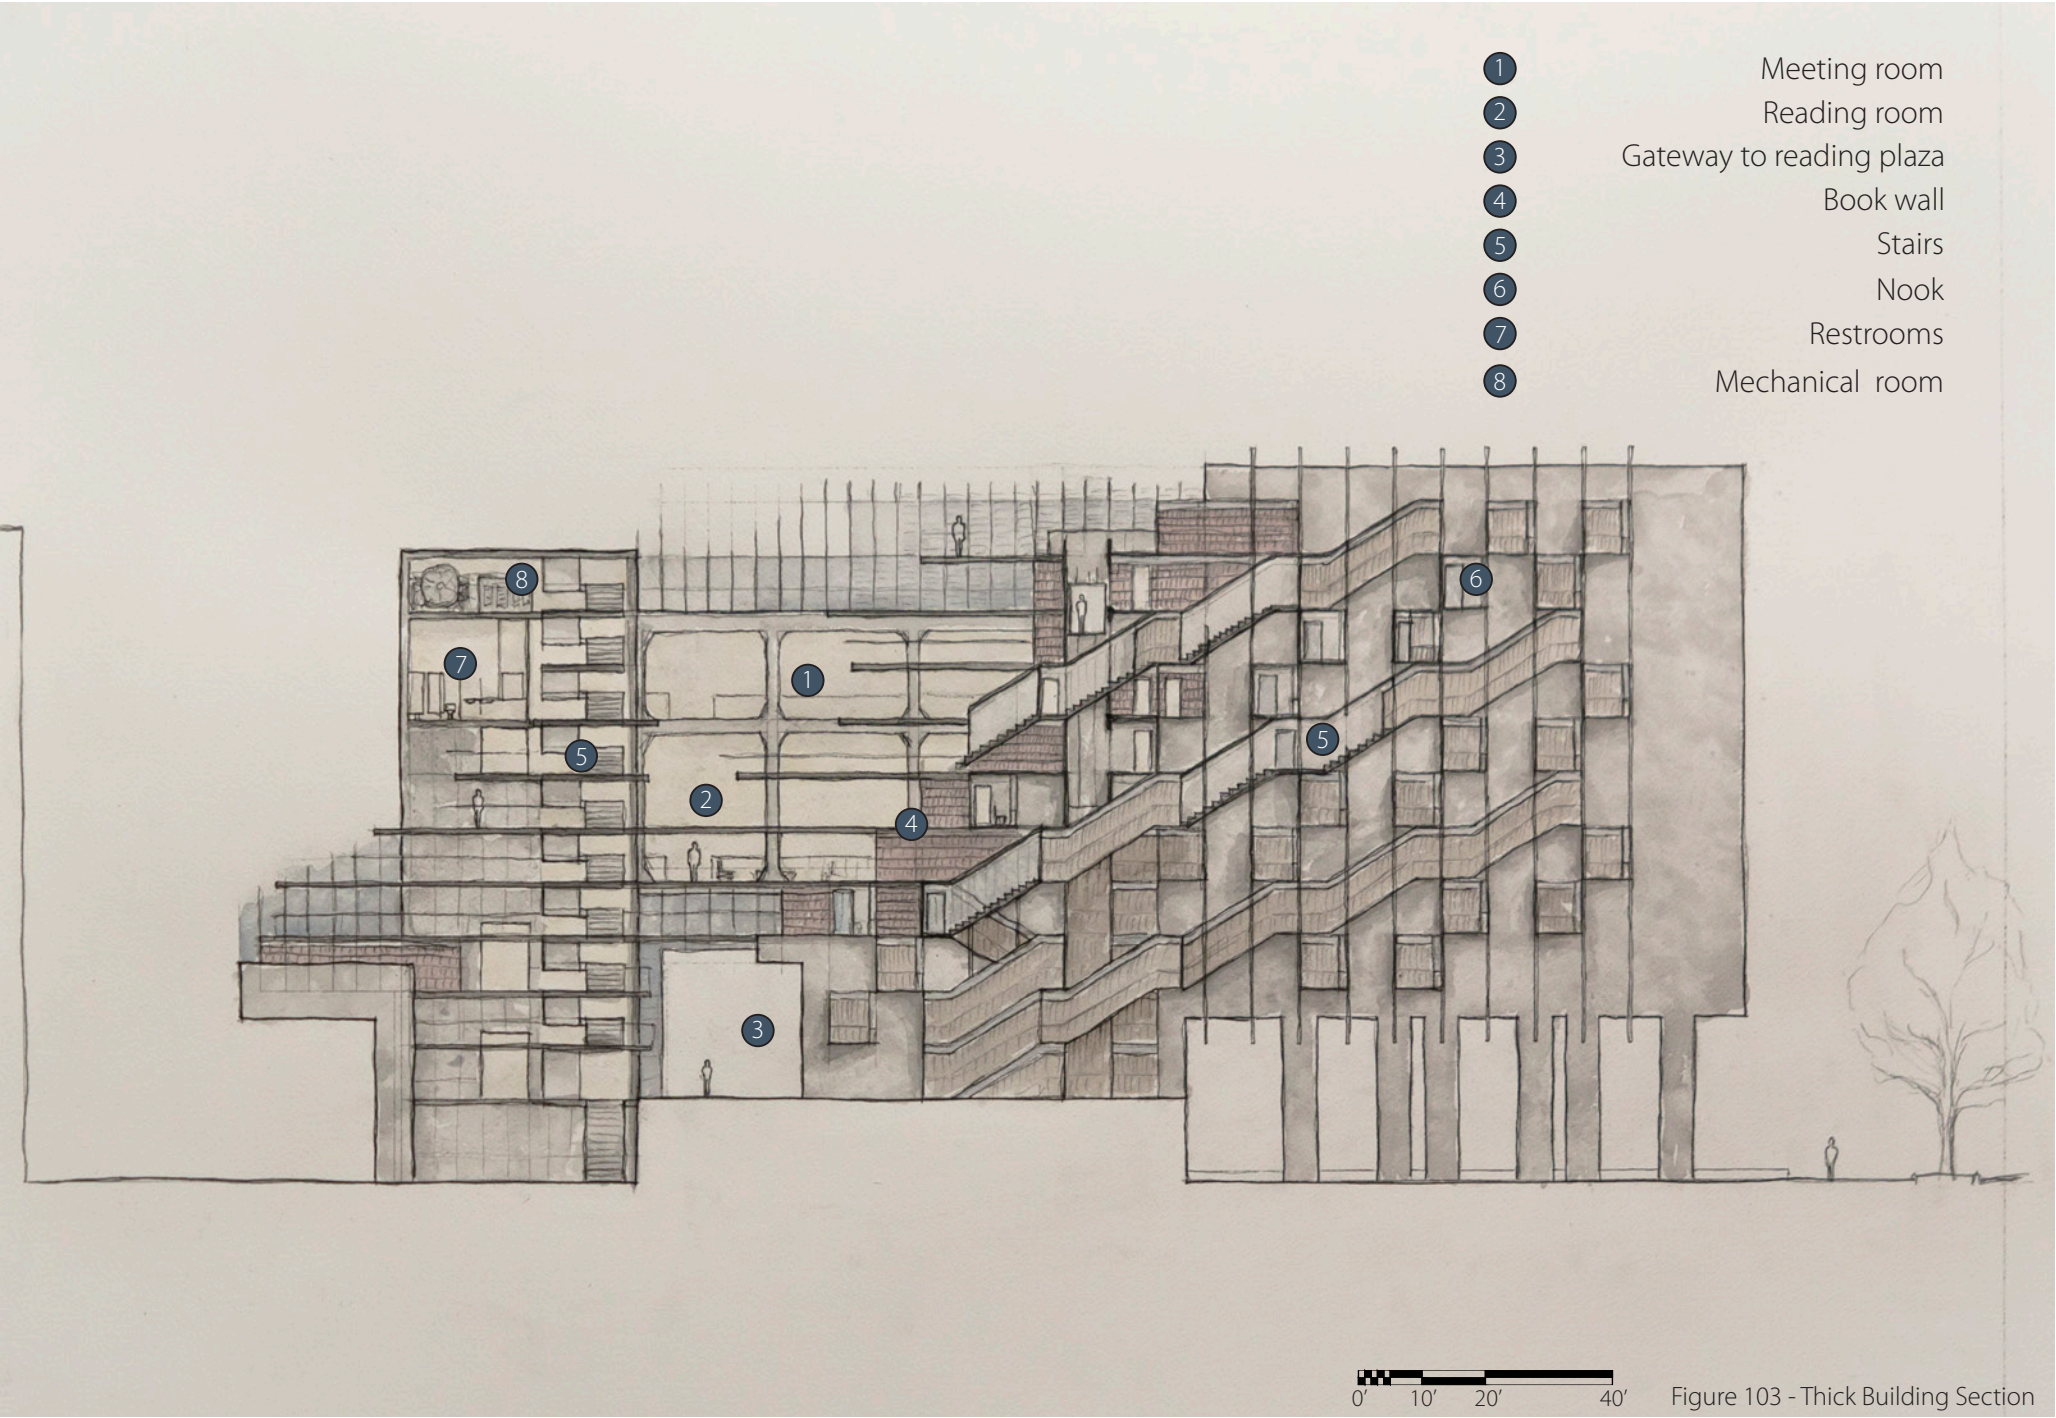 1 Meeting room
2 Reading room
3 Gateway to reading plaza
4 Book wall
5 Stairs
6 Nook
7 Restrooms
8 Mechanical room
6
8
7
1
5
5
2
4
3
0' 10' 20' 40'
Figure 103 - Thick Building Section